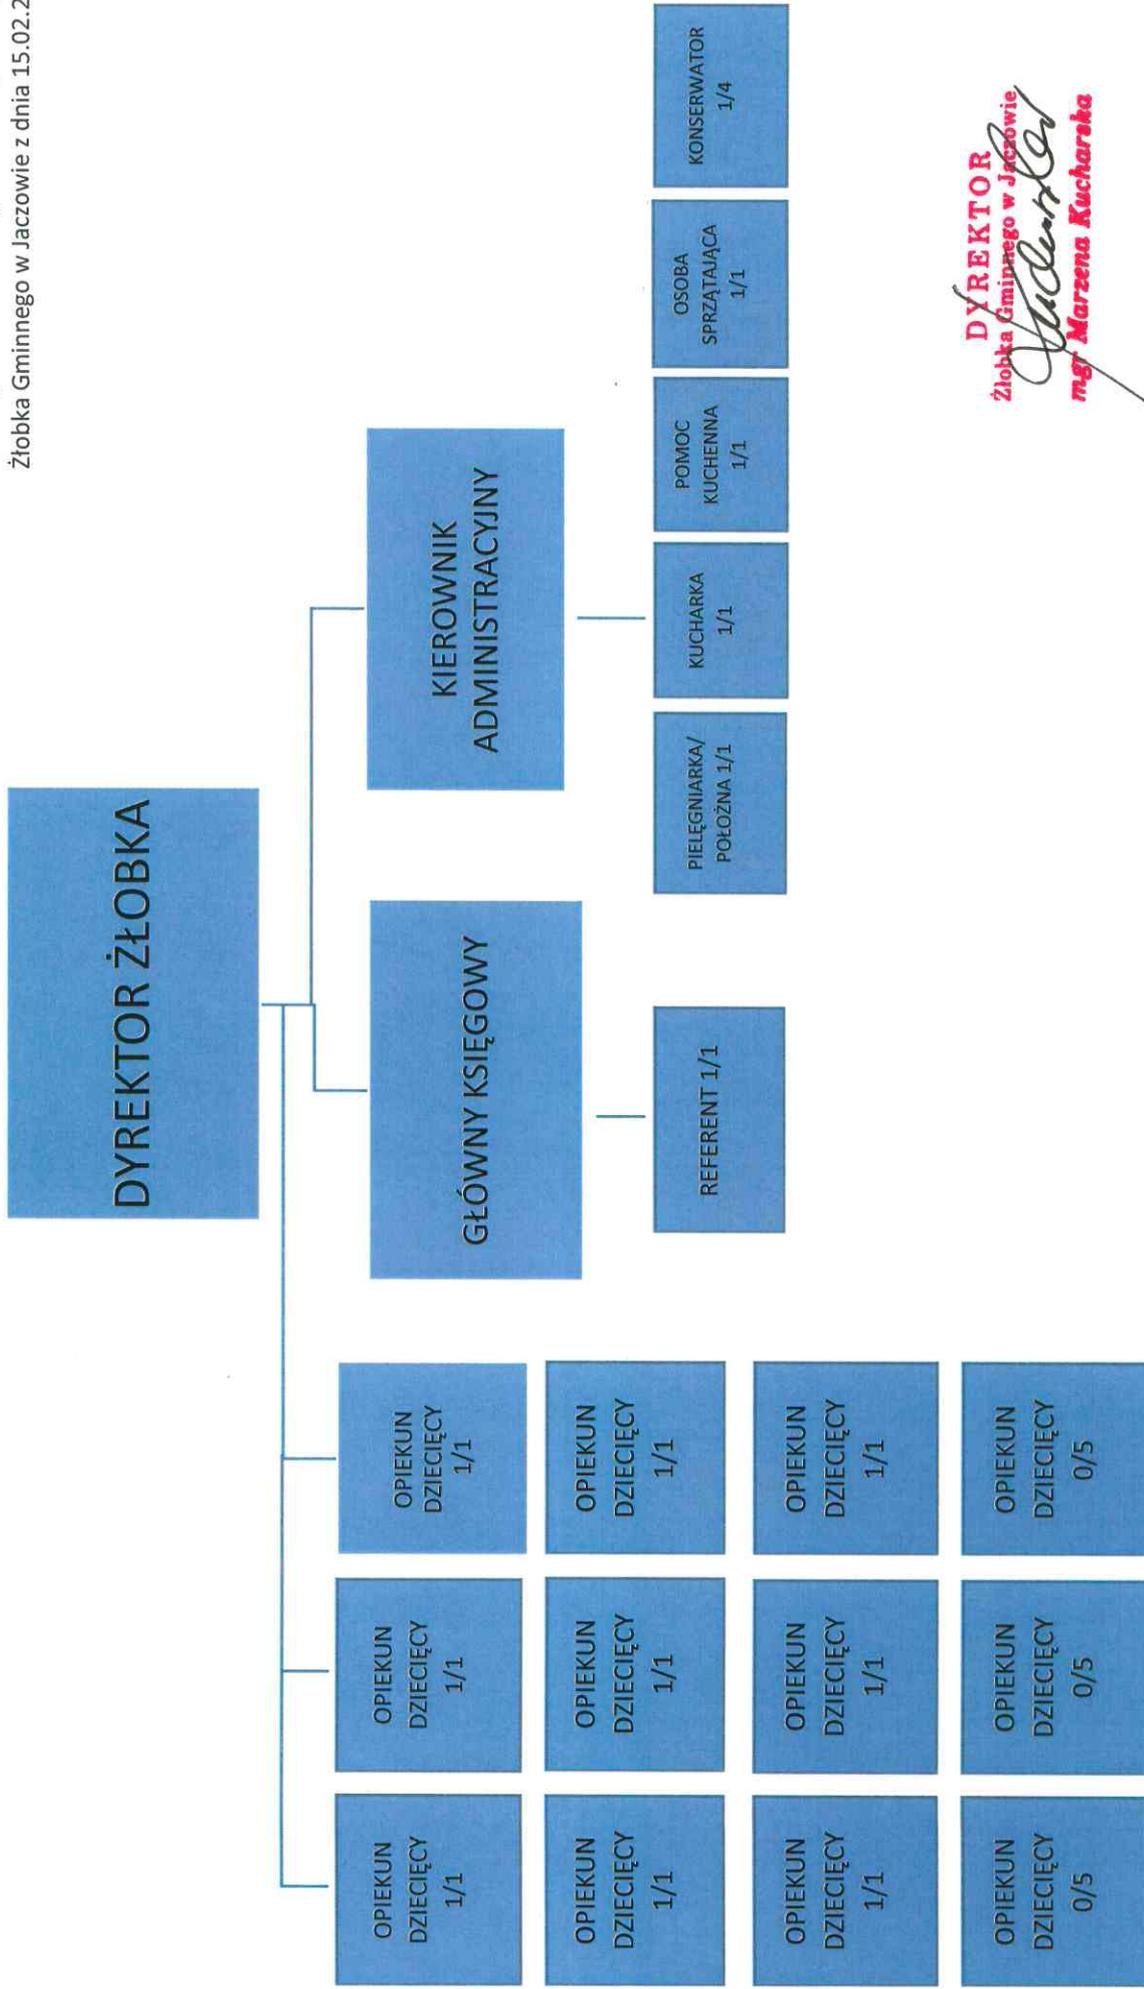 Żłobka Gminnego w Jaczowie z dnia 15.02.2
DYREKTOR ŻŁOBKA
GŁÓWNY KSIĘGOWY
KIEROWNIK
ADMINISTRACYJNY
OPIEKUN
DZIECIĘCY
1/1
OPIEKUN
DZIECIĘCY
1/1
OPIEKUN
DZIECIĘCY
1/1
OPIEKUN
DZIECIĘCY
1/1
OPIEKUN
DZIECIĘCY
1/1
OPIEKUN
DZIECIĘCY
1/1
OPIEKUN
DZIECIĘCY
1/1
OPIEKUN
DZIECIĘCY
1/1
OPIEKUN
DZIECIĘCY
1/1
OPIEKUN
DZIECIĘCY
0/5
OPIEKUN
DZIECIĘCY
0/5
OPIEKUN
DZIECIĘCY
0/5
REFERENT 1/1
PIELĘGNIARKA/
POŁOŻNA 1/1
KUCHARKA
1/1
POMOC
KUCHENNA
1/1
OSOBA
SPRZĄTAJĄCA
1/1
KONSERWATOR
1/4
DYREKTOR
Żłobka Gminnego w Jaczowie
mgr Marzena Kucharska